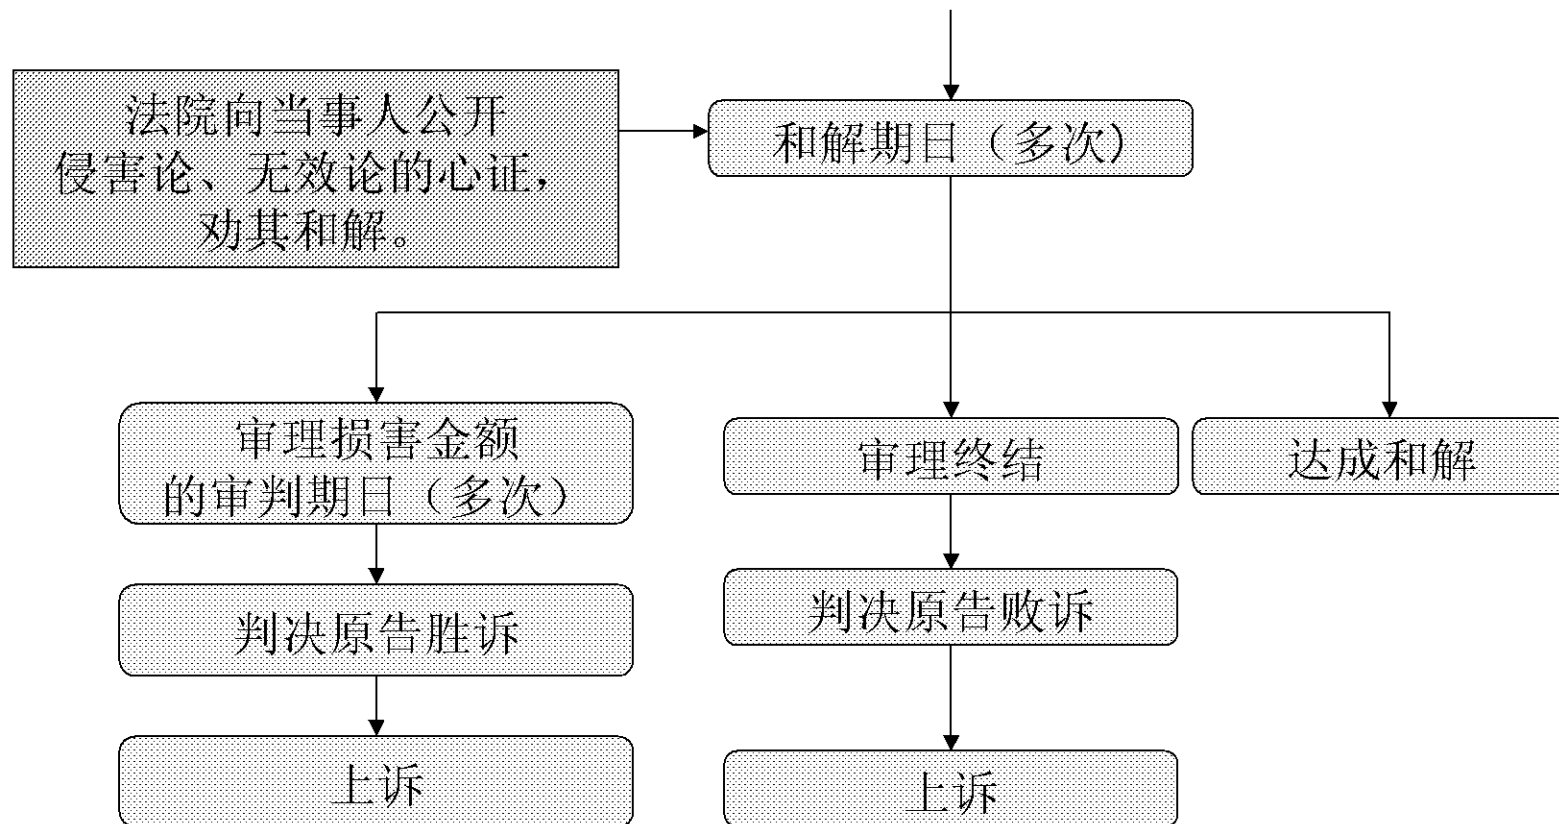 法院向当事人公开
侵害论、无效论的心证，
劝其和解。
和解期日（多次）
审理损害金额
的审判期日（多次）
审理终结
达成和解
判决原告胜诉
判决原告败诉
上诉
上诉